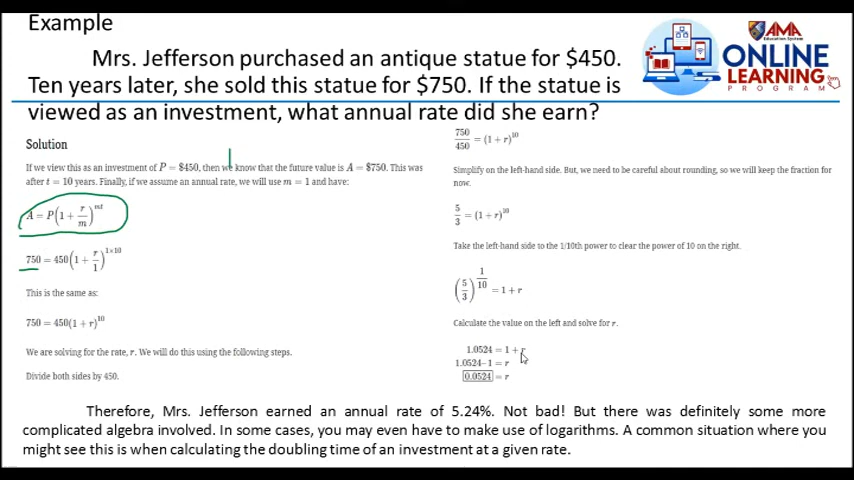 Example
Mrs. Jefferson purchased an antique statue for $450.
Ten years later, she sold this statue for $750. If the statue is
viewed as an investment, what annual rate did she earn?
AMA
Education System
ONLINE
LEARNING
PROGRAM
Solution
If we view this as an investment of P = $450, then we know that the future value is A = $750. This was
after t = 10 years. Finally, if we assume an annual rate, we will use m = 1 and have:
A = P(1 + r/m)^mt
750 = 450(1 + r/1)^1×10
This is the same as:
750 = 450(1 + r)^10
We are solving for the rate, r. We will do this using the following steps.
Divide both sides by 450.
750/450 = (1 + r)^10
Simplify on the left-hand side. But, we need to be careful about rounding, so we will keep the fraction for
now.
5/3 = (1 + r)^10
Take the left-hand side to the 1/10th power to clear the power of 10 on the right.
(5/3)^1/10 = 1 + r
Calculate the value on the left and solve for r.
1.0524 = 1 + r
1.0524–1 = r
0.0524 = r
Therefore, Mrs. Jefferson earned an annual rate of 5.24%. Not bad! But there was definitely some more
complicated algebra involved. In some cases, you may even have to make use of logarithms. A common situation where you
might see this is when calculating the doubling time of an investment at a given rate.